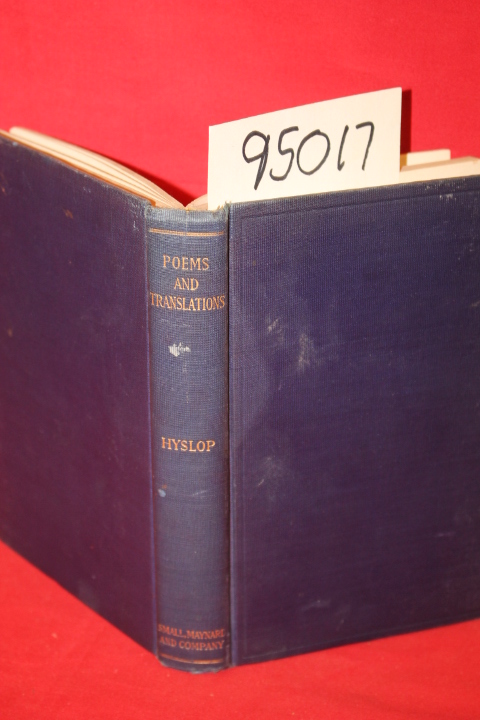 95017
POEMS
AND
TRANSLATIONS
HYSLOP
SMALL, MAYNARD
AND COMPANY